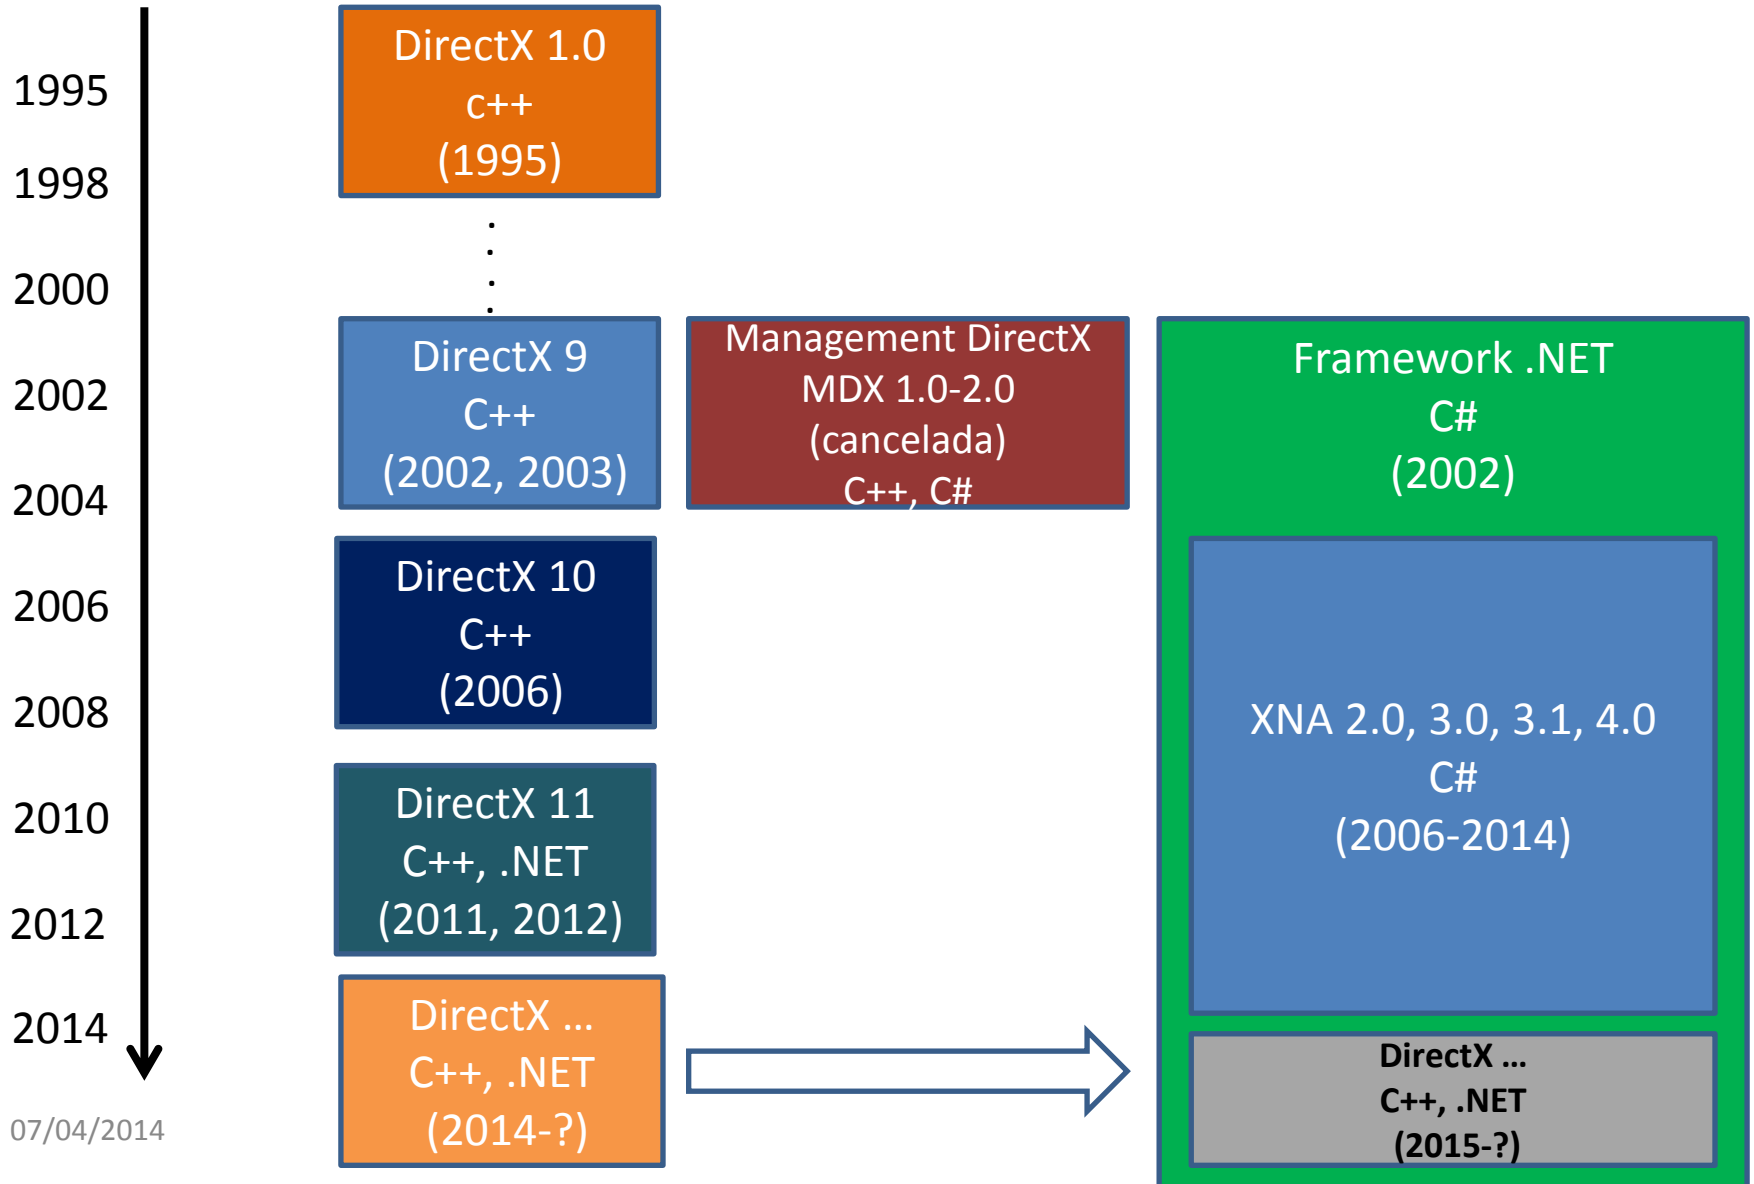 1995
1998
2000
2002
2004
2006
2008
2010
2012
2014
07/04/2014
DirectX 1.0
c++
(1995)
.
.
.
.
DirectX 9
C++
(2002, 2003)
Management DirectX
MDX 1.0-2.0
(cancelada)
C++, C#
DirectX 10
C++
(2006)
DirectX 11
C++, .NET
(2011, 2012)
DirectX ...
C++, .NET
(2014-?)
Framework .NET
C#
(2002)
XNA 2.0, 3.0, 3.1, 4.0
C#
(2006-2014)
DirectX ...
C++, .NET
(2015-?)